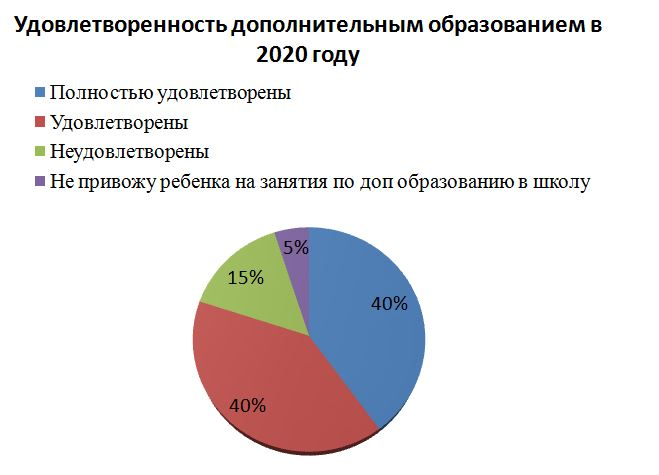 Удовлетворенность дополнительным образованием в
2020 году
Полностью удовлетворены
Удовлетворены
Неудовлетворены
Не привожу ребенка на занятия по доп образованию в школу
5%
15%
40%
40%